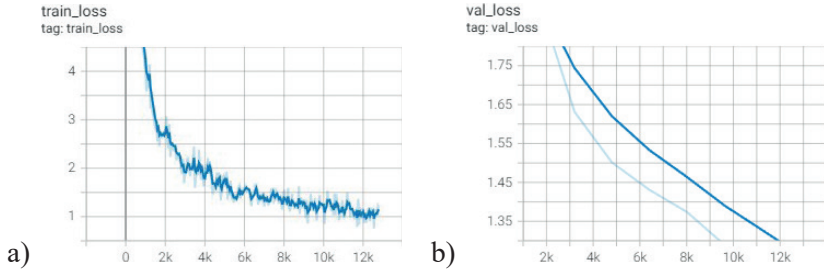 train_loss
tag: train_loss
4
3
2
1
0 2k 4k 6k 8k 10k 12k
a)
val_loss
tag: val_loss
1.75
1.65
1.55
1.45
1.35
2k 4k 6k 8k 10k 12k
b)